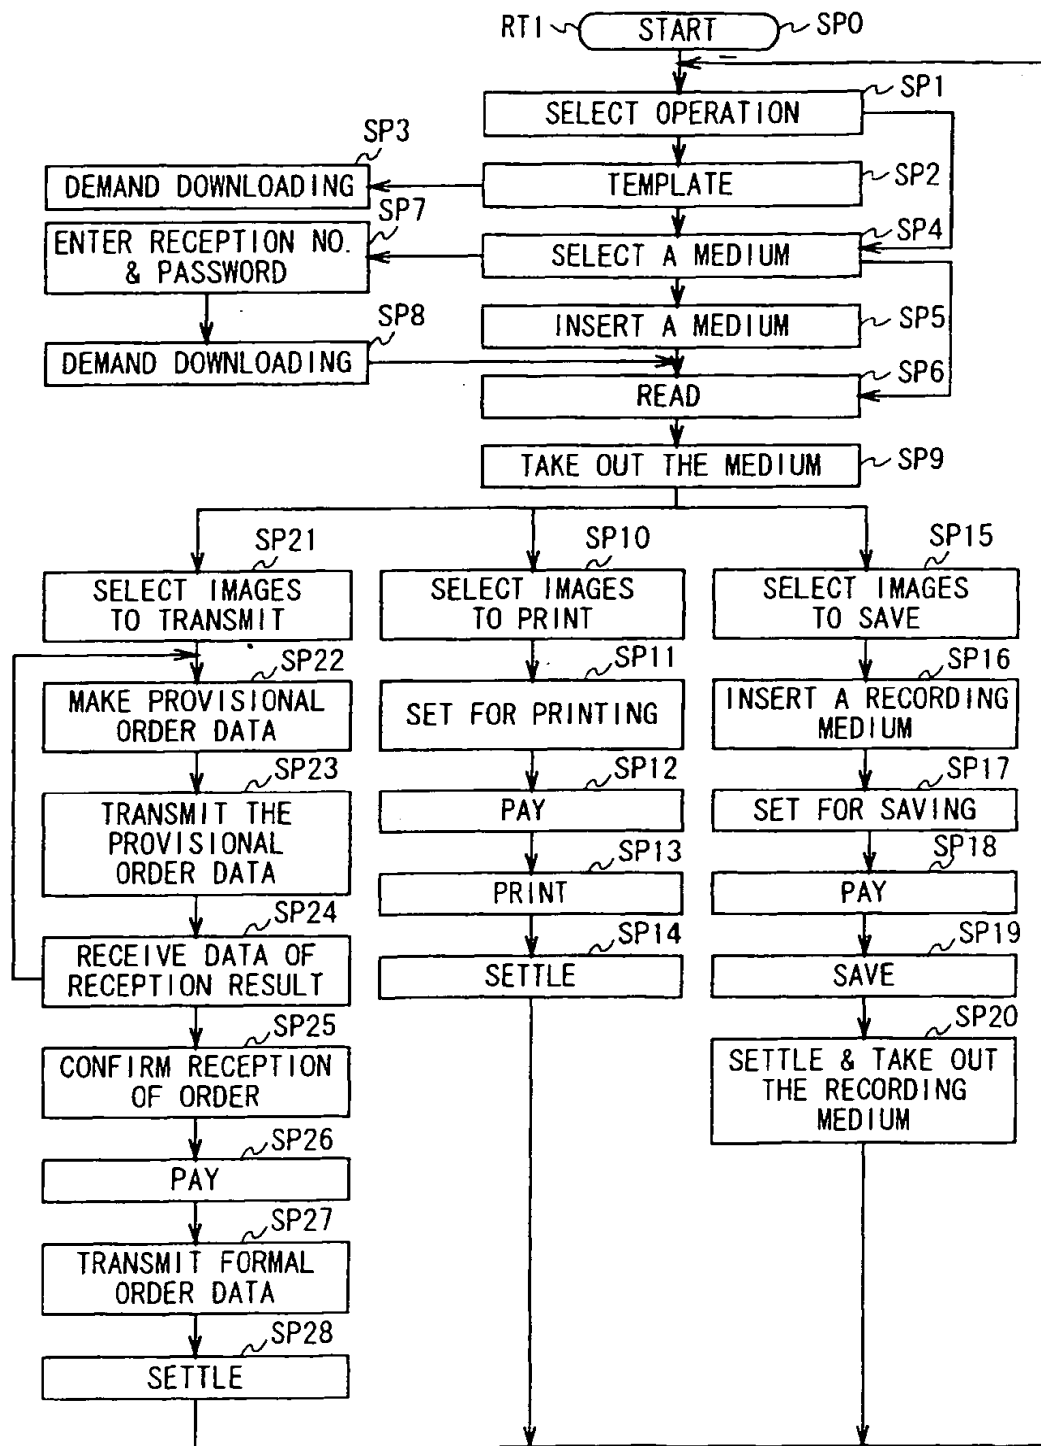 RT1
START
SP0
SP1
SELECT OPERATION
SP3
DEMAND DOWNLOADING
TEMPLATE
SP2
SP7
ENTER RECEPTION NO.
& PASSWORD
SP4
SELECT A MEDIUM
SP8
DEMAND DOWNLOADING
INSERT A MEDIUM
SP5
SP6
READ
TAKE OUT THE MEDIUM
SP9
SP21
SELECT IMAGES
TO TRANSMIT
SP22
MAKE PROVISIONAL
ORDER DATA
SP23
TRANSMIT THE
PROVISIONAL
ORDER DATA
SP24
RECEIVE DATA OF
RECEPTION RESULT
SP25
CONFIRM RECEPTION
OF ORDER
SP26
PAY
SP27
TRANSMIT FORMAL
ORDER DATA
SP28
SETTLE
SP10
SELECT IMAGES
TO PRINT
SP11
SET FOR PRINTING
SP12
PAY
SP13
PRINT
SP14
SETTLE
SP15
SELECT IMAGES
TO SAVE
SP16
INSERT A RECORDING
MEDIUM
SP17
SET FOR SAVING
SP18
PAY
SP19
SAVE
SP20
SETTLE & TAKE OUT
THE RECORDING
MEDIUM